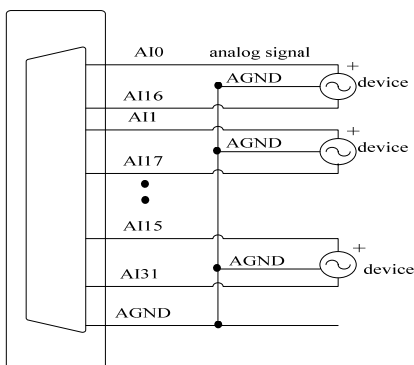 AI0 analog signal
+
AGND device
AI16
AI1
+
AGND device
AI17
AI15
+
AGND device
AI31
AGND